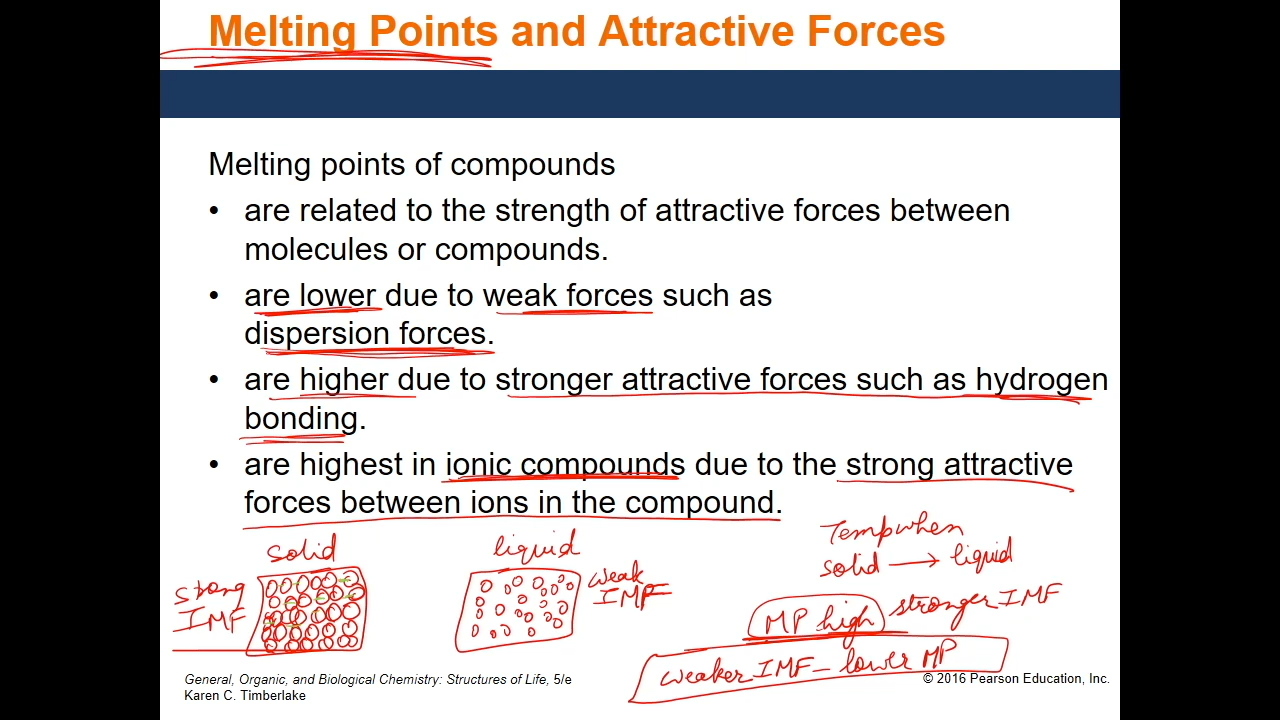 Melting Points and Attractive Forces
Melting points of compounds
• are related to the strength of attractive forces between
molecules or compounds.
• are lower due to weak forces such as
dispersion forces.
• are higher due to stronger attractive forces such as hydrogen
bonding.
• are highest in ionic compounds due to the strong attractive
forces between ions in the compound.
solid
strong
IMF
liquid
weak
IMF
Temp when
solid → liquid
MP high stronger IMF
weaker IMF - lower MP
General, Organic, and Biological Chemistry: Structures of Life, 5/e
Karen C. Timberlake
© 2016 Pearson Education, Inc.